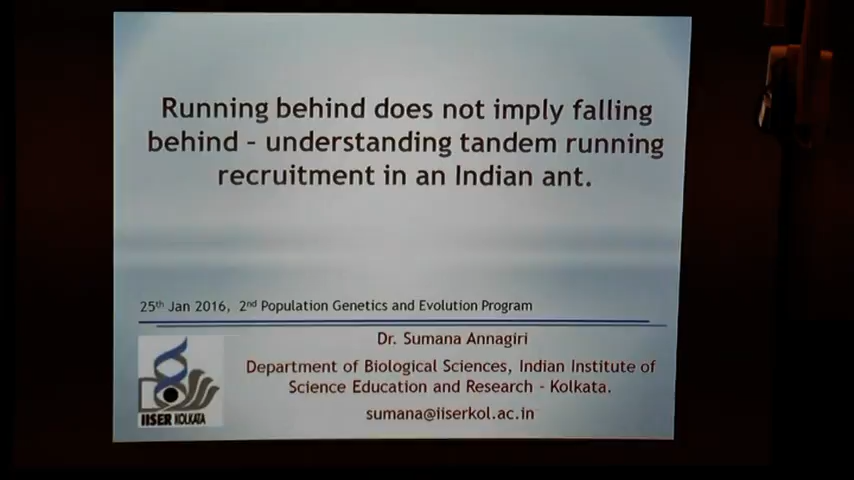 Running behind does not imply falling
behind – understanding tandem running
recruitment in an Indian ant.
25th Jan 2016, 2nd Population Genetics and Evolution Program
Dr. Sumana Annagiri
Department of Biological Sciences, Indian Institute of
Science Education and Research - Kolkata.
IISER KOLKATA
sumana@iiserkol.ac.in